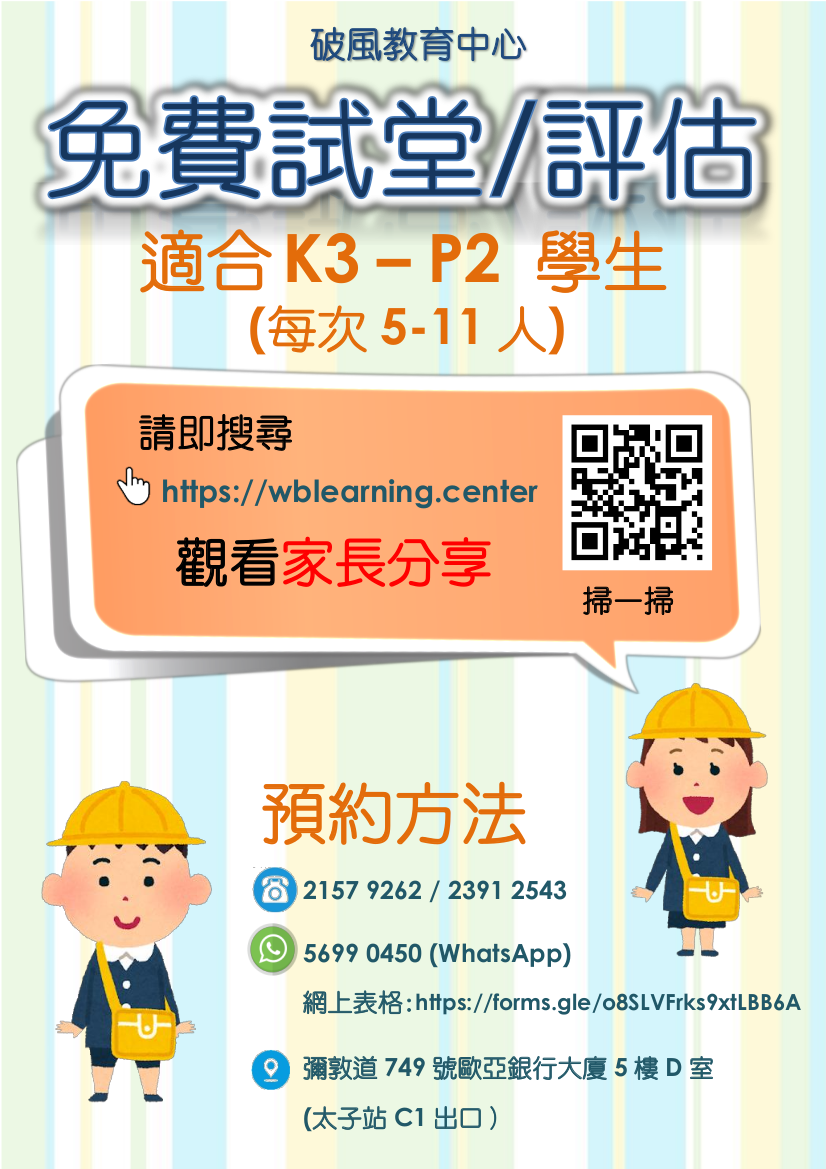 破風教育中心
免費試堂/評估
適合 K3 – P2 學生
(每次 5-11 人)
請即搜尋
https://wblearning.center
觀看家長分享
掃一掃
預約方法
2157 9262 / 2391 2543
5699 0450 (WhatsApp)
網上表格:https://forms.gle/o8SLVFrks9xtLBB6A
彌敦道 749 號歐亞銀行大廈 5 樓 D 室
(太子站 C1 出口)